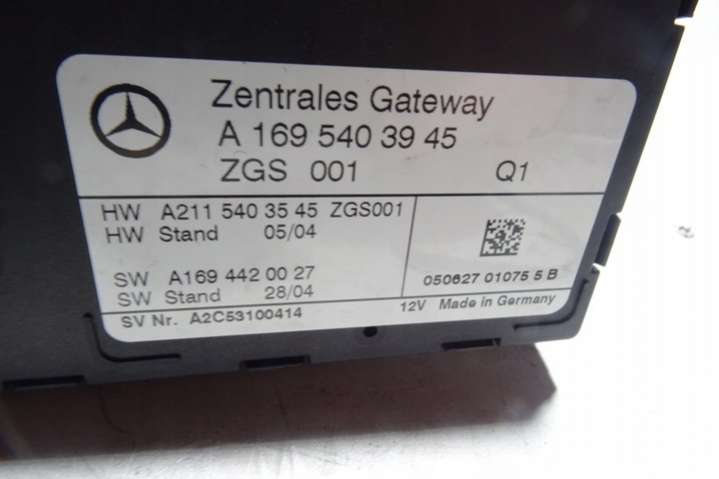 Zentrales Gateway
A 169 540 39 45
ZGS 001 Q1
HW A211 540 35 45 ZGS001
HW Stand 05/04
SW A169 442 00 27
SW Stand 28/04
SV Nr. A2C53100414
050627 01075 5 B
12V Made in Germany